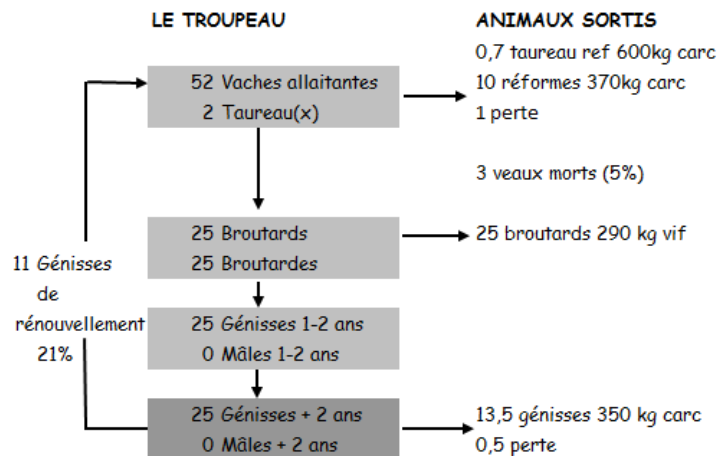 LE TROUPEAU
ANIMAUX SORTIS
52 Vaches allaitantes
2 Taureau(x)
0,7 taureau ref 600kg carc
10 réformes 370kg carc
1 perte
3 veaux morts (5%)
25 Broutards
25 Broutardes
25 broutards 290 kg vif
11 Génisses
de
rénouvellement
21%
25 Génisses 1-2 ans
0 Mâles 1-2 ans
25 Génisses + 2 ans
0 Mâles + 2 ans
13,5 génisses 350 kg carc
0,5 perte